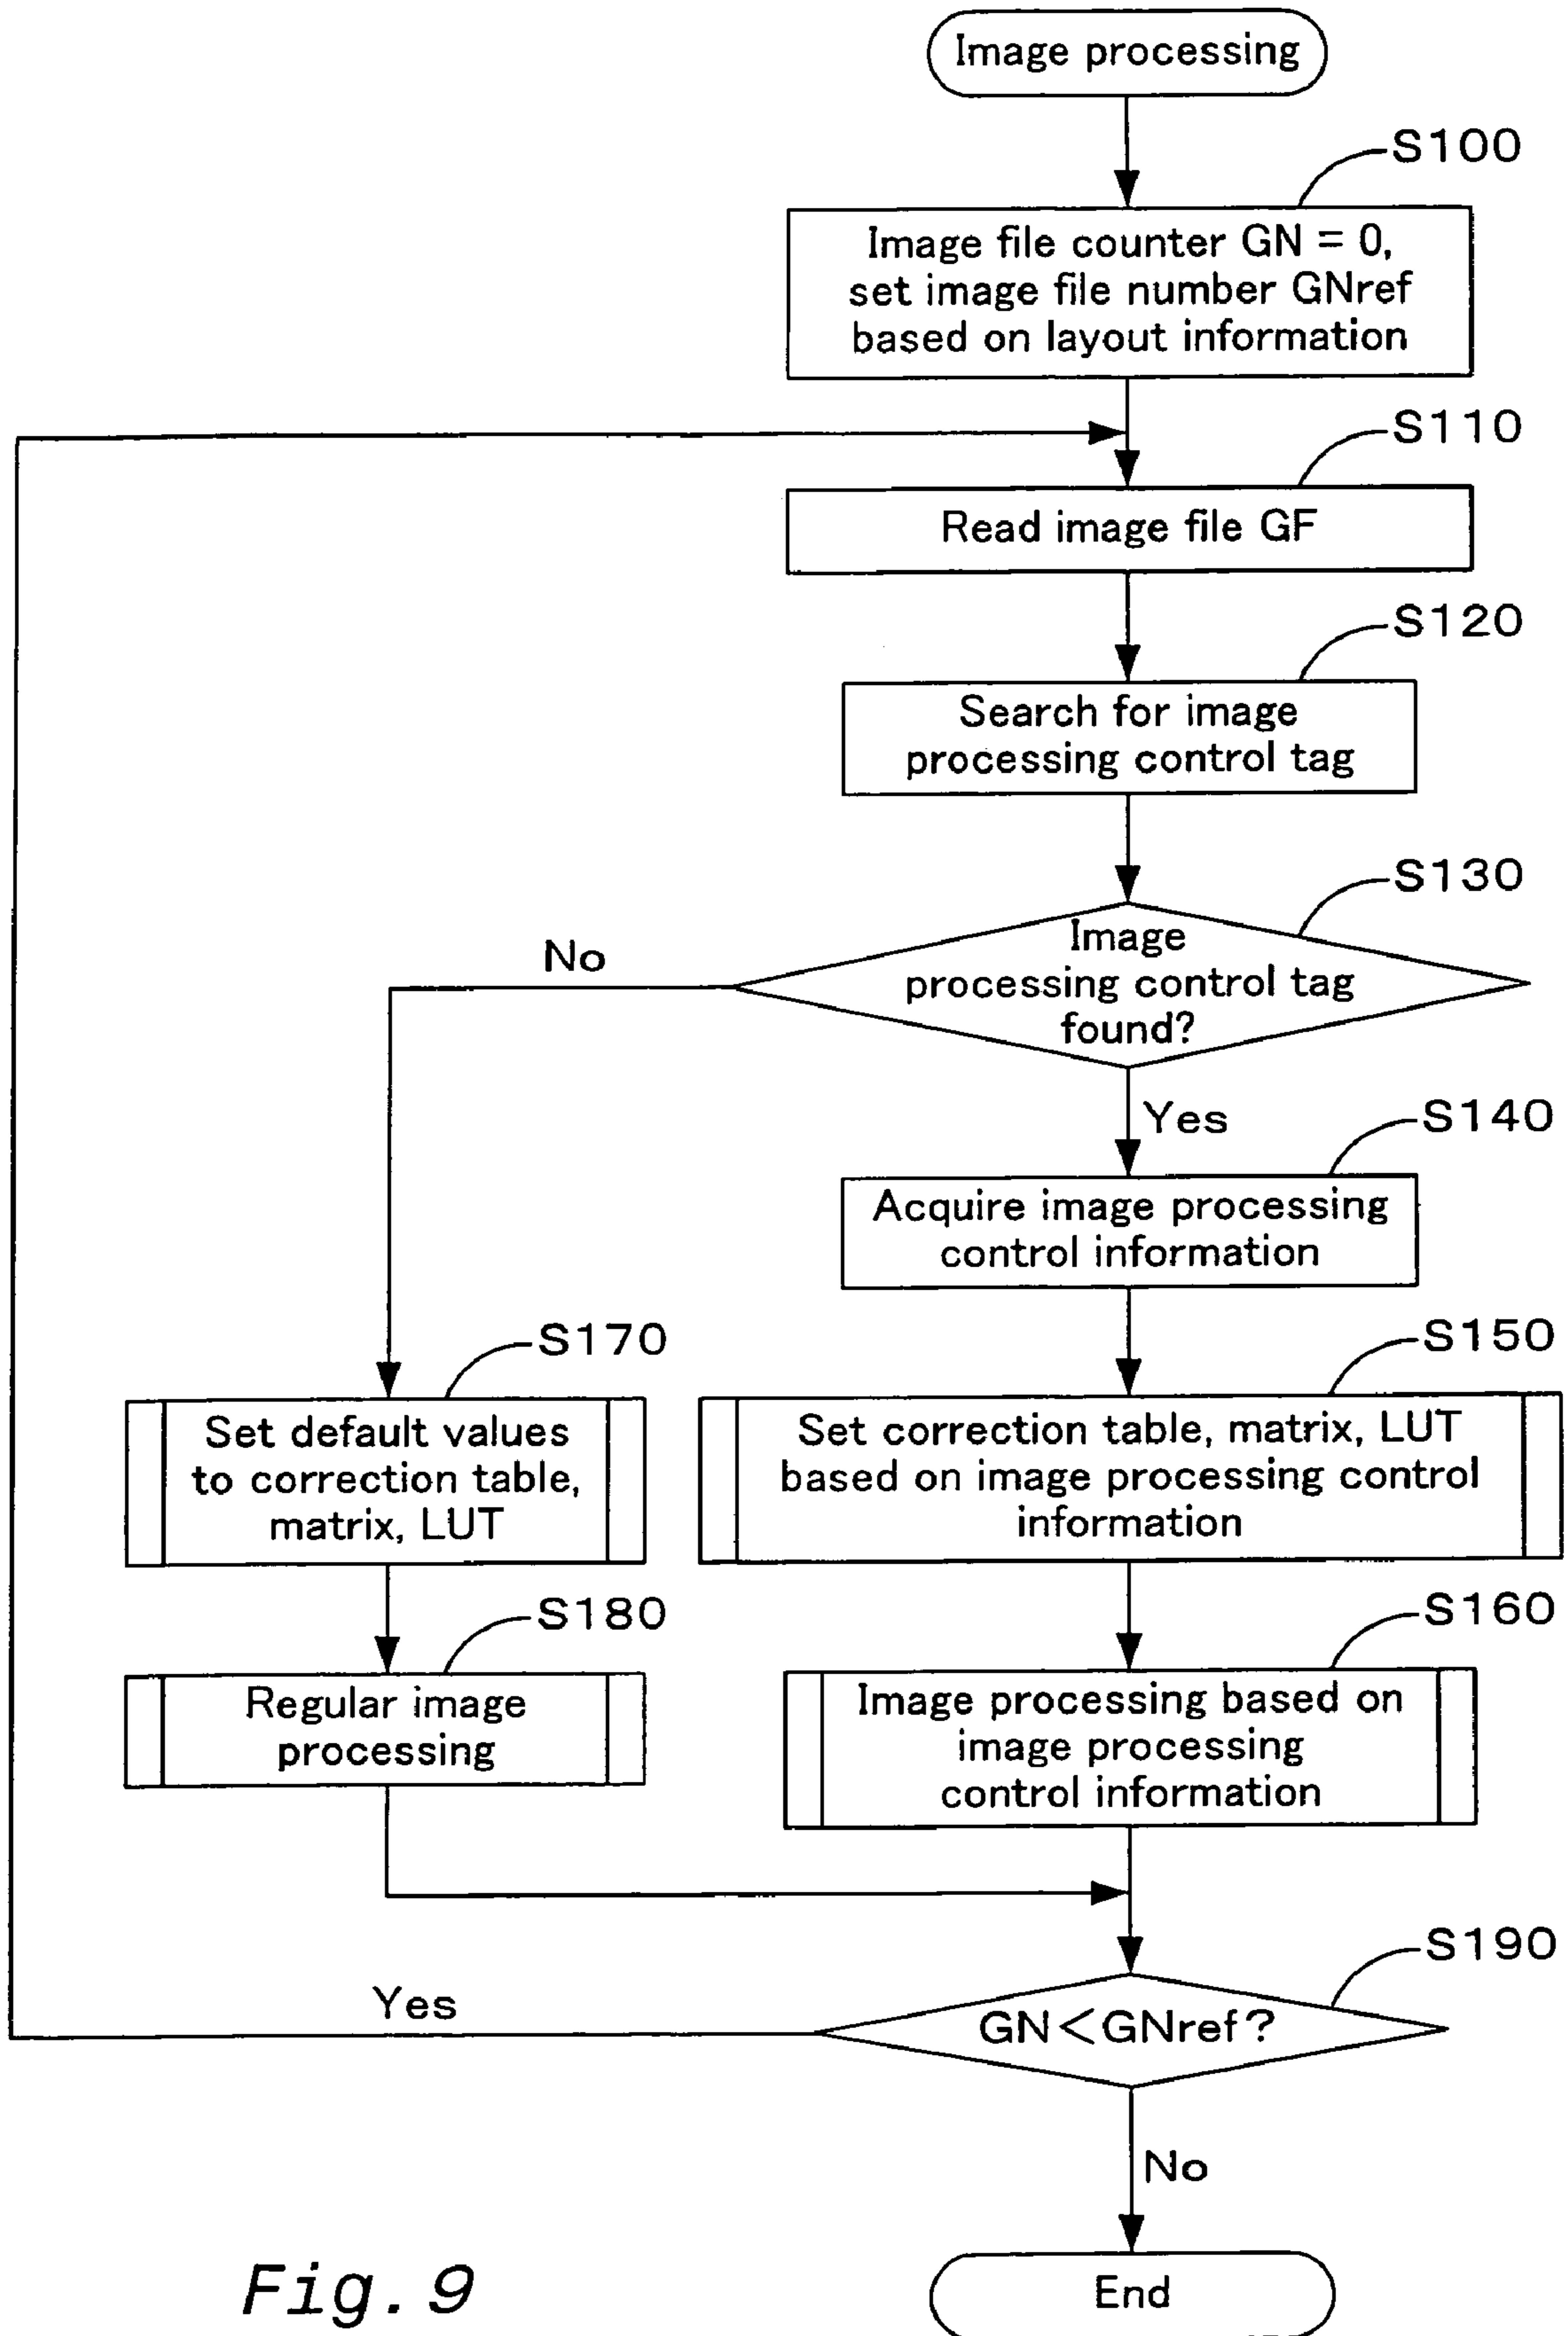 Image processing
S100
Image file counter GN = 0,
set image file number GNref
based on layout information
S110
Read image file GF
S120
Search for image
processing control tag
S130
Image
processing control tag
found?
No
Yes
S140
Acquire image processing
control information
S150
Set correction table, matrix, LUT
based on image processing control
information
S170
Set default values
to correction table,
matrix, LUT
S160
Image processing based on
image processing
control information
S180
Regular image
processing
S190
GN<GNref?
Yes
No
End
Fig. 9